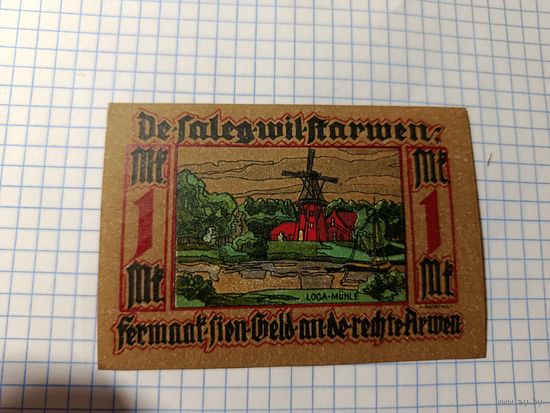 De saleg wil starwen;
Mk Mk
1 1
Mk Mk
LOGA-MÜHLE
fermaak sien Geld an de rechte Arwen